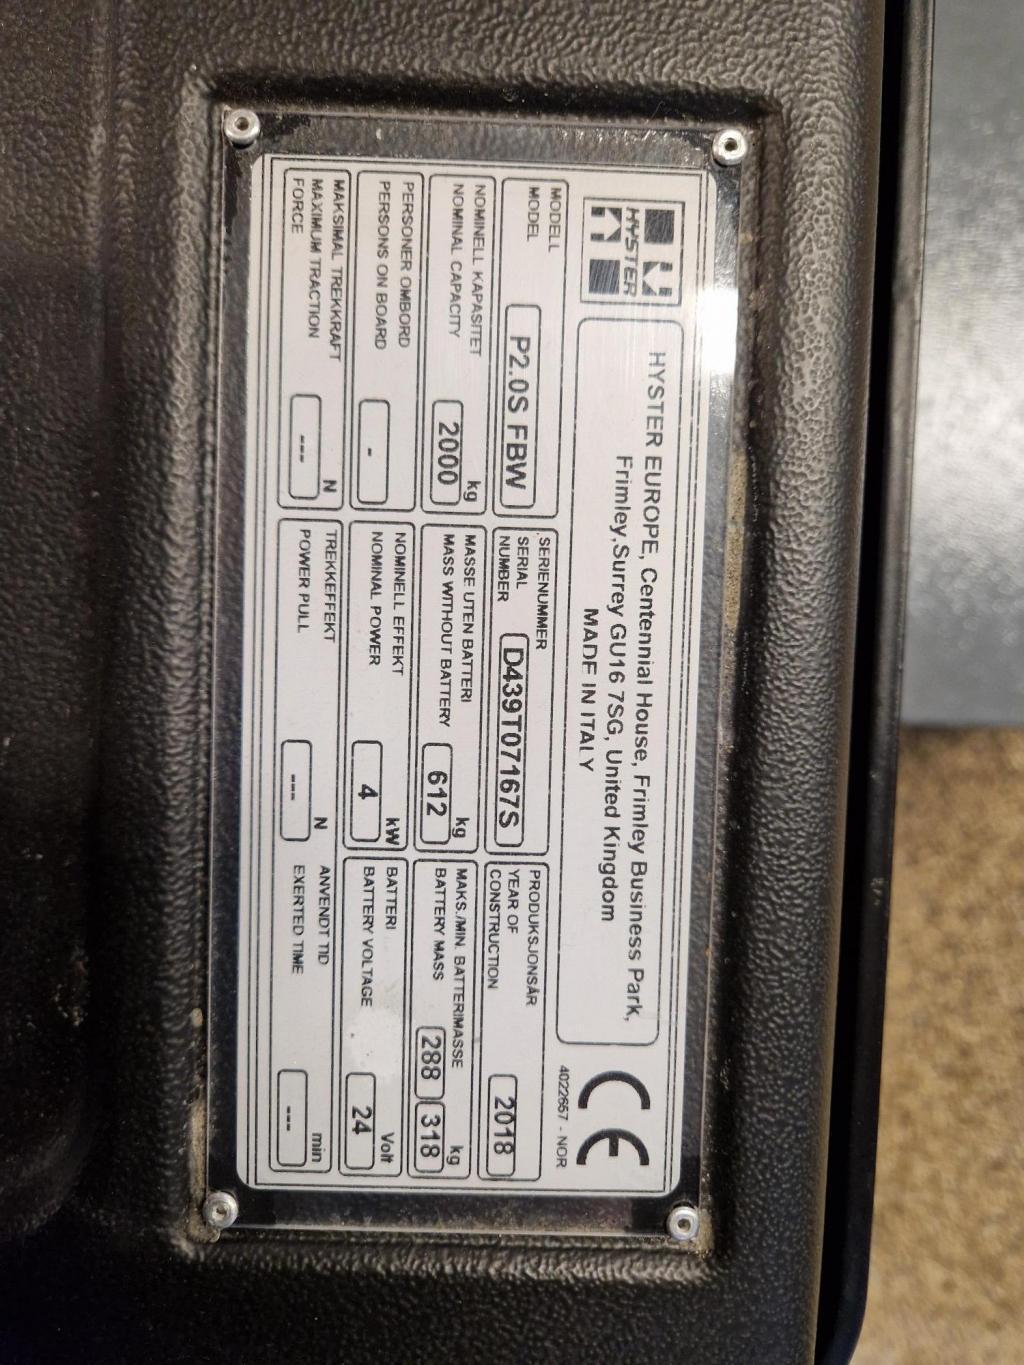 HYSTER
HYSTER EUROPE, Centennial House, Frimley Business Park,
Frimley,Surrey GU16 7SG, United Kingdom
MADE IN ITALY
4022657 - NOR
MODELL
MODEL
P2.0S FBW
SERIENUMMER
SERIAL
NUMBER
D439T07167S
PRODUKSJONSÅR
YEAR OF
CONSTRUCTION
2018
NOMINELL KAPASITET
NOMINAL CAPACITY
2000
kg
MASSE UTEN BATTERI
MASS WITHOUT BATTERY
612
kg
MAKS./MIN. BATTERIMASSE
BATTERY MASS
288
318
kg
PERSONER OMBORD
PERSONS ON BOARD
-
NOMINELL EFFEKT
NOMINAL POWER
4
kW
BATTERI
BATTERY VOLTAGE
24
Volt
MAKSIMAL TREKKRAFT
MAXIMUM TRACTION
FORCE
---
N
TREKKEFFEKT
POWER PULL
---
N
ANVENDT TID
EXERTED TIME
---
min
CE